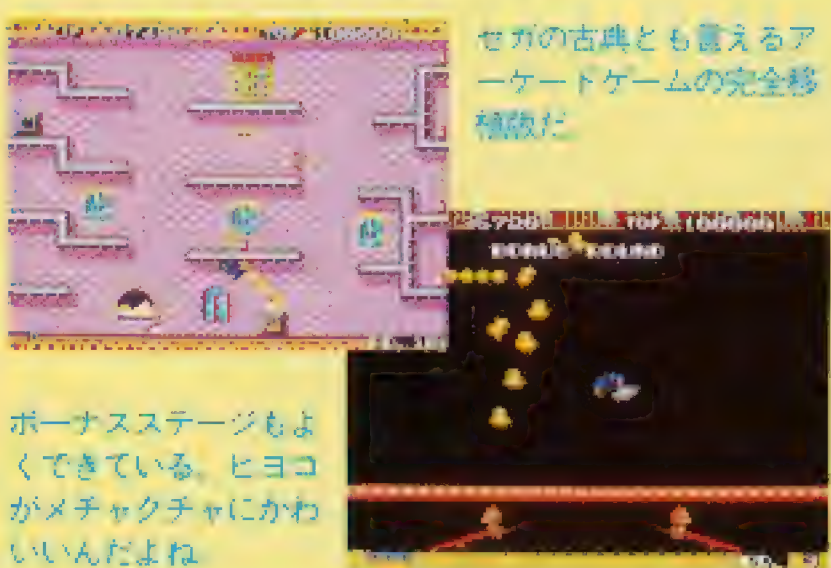 セガの古典とも言えるア
ーケードゲームの完全移
植版だ
TOP 100000
BONUS ROUND
ボーナスステージもよ
くできている。ヒヨコ
がメチャクチャにかわ
いいんだよね